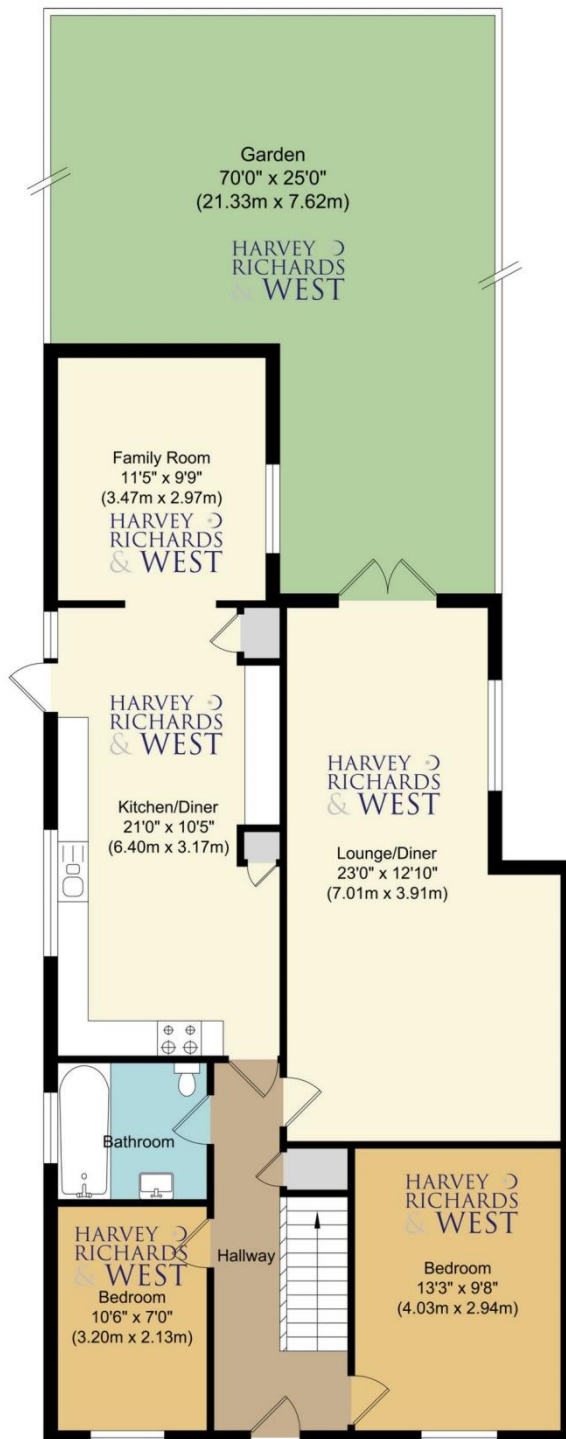 Garden
70'0" x 25'0"
(21.33m x 7.62m)
HARVEY
RICHARDS
& WEST
Family Room
11'5" x 9'9"
(3.47m x 2.97m)
HARVEY
RICHARDS
& WEST
HARVEY
RICHARDS
& WEST
Kitchen/Diner
21'0" x 10'5"
(6.40m x 3.17m)
HARVEY
RICHARDS
& WEST
Lounge/Diner
23'0" x 12'10"
(7.01m x 3.91m)
Bathroom
HARVEY
RICHARDS
& WEST
Bedroom
10'6" x 7'0"
(3.20m x 2.13m)
Hallway
HARVEY
RICHARDS
& WEST
Bedroom
13'3" x 9'8"
(4.03m x 2.94m)